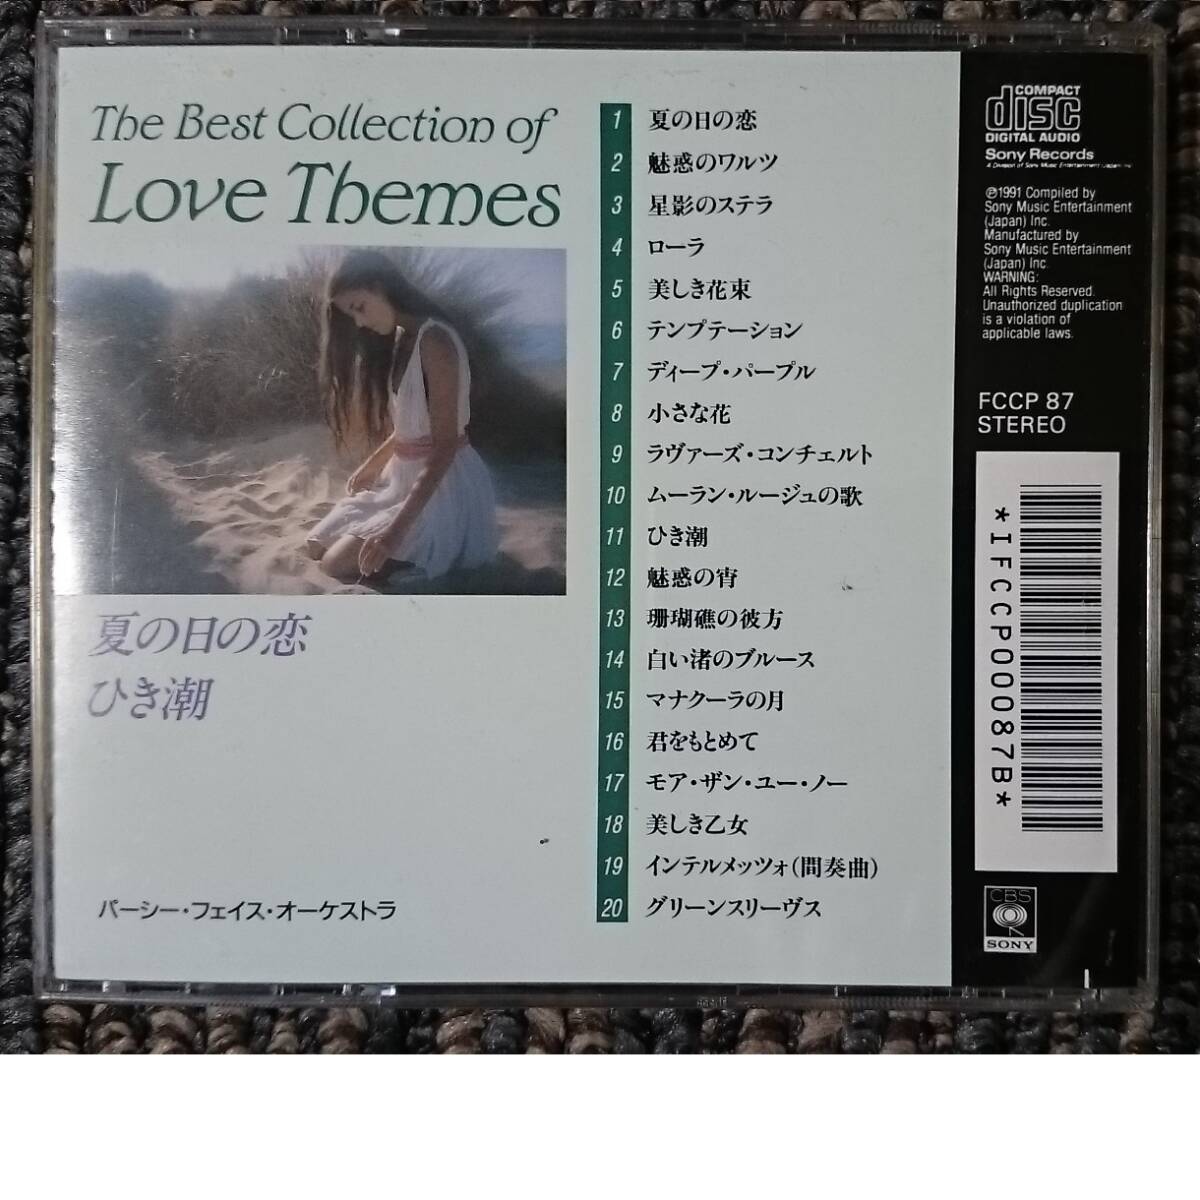 The Best Collection of
Love Themes
夏の日の恋
ひき潮
パーシー・フェイス・オーケストラ
1 夏の日の恋
2 魅惑のワルツ
3 星影のステラ
4 ローラ
5 美しき花束
6 テンプテーション
7 ディープ・パープル
8 小さな花
9 ラヴァーズ・コンチェルト
10 ムーラン・ルージュの歌
11 ひき潮
12 魅惑の宵
13 珊瑚礁の彼方
14 白い渚のブルース
15 マナクーラの月
16 君をもとめて
17 モア・ザン・ユー・ノー
18 美しき乙女
19 インテルメッツォ(間奏曲)
20 グリーンスリーヴス
COMPACT
disc
DIGITAL AUDIO
Sony Records
A Division of Sony Music Entertainment (Japan) Inc.
℗1991 Compiled by
Sony Music Entertainment
(Japan) Inc.
Manufactured by
Sony Music Entertainment
(Japan) Inc.
WARNING:
All Rights Reserved.
Unauthorized duplication
is a violation of
applicable laws.
FCCP 87
STEREO
*IFCCP00087B*
CBS
SONY